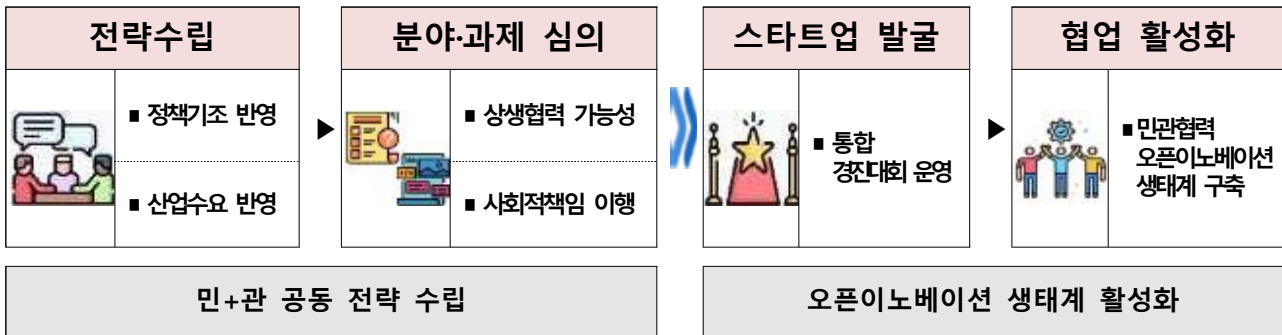 전략수립
■ 정책기조 반영
■ 산업수요 반영
▶
분야·과제 심의
■ 상생협력 가능성
■ 사회적책임 이행
스타트업 발굴
■ 통합
경진대회 운영
▶
협업 활성화
■ 민관협력
오픈이노베이션
생태계 구축
민+관 공동 전략 수립
오픈이노베이션 생태계 활성화